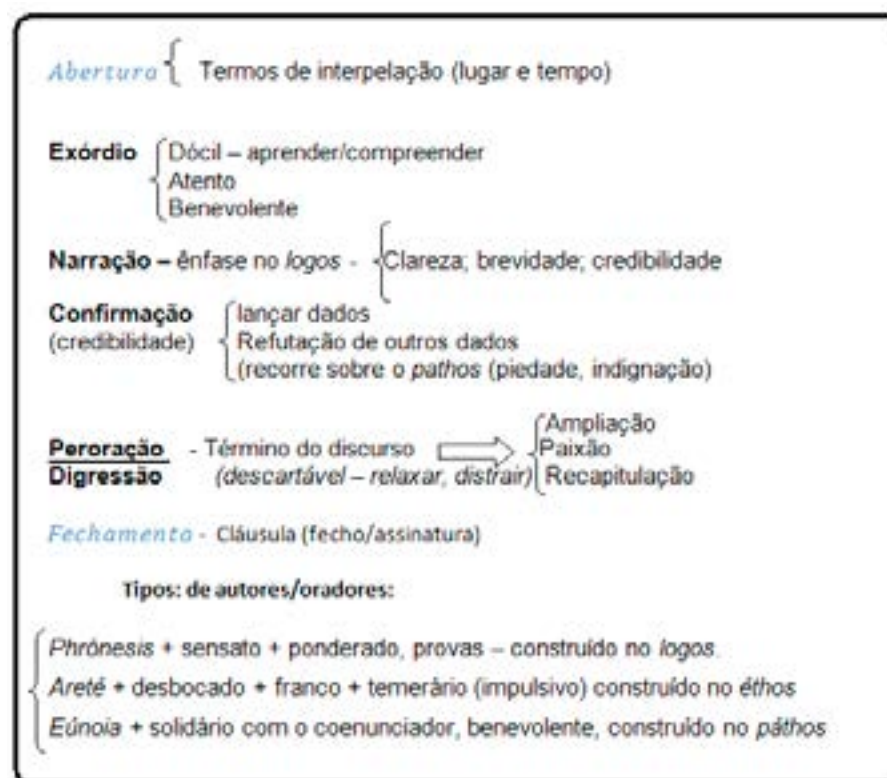 Abertura { Termos de interpelação (lugar e tempo)
Exórdio { Dócil – aprender/compreender
Atento
Benevolente
Narração – ênfase no logos - { Clareza; brevidade; credibilidade
Confirmação { lançar dados
(credibilidade) Refutação de outros dados
(recorre sobre o pathos (piedade, indignação)
Ampliação
Peroração - Término do discurso ⇒ { Paixão
Digressão (descartável – relaxar, distrair) Recapitulação
Fechamento - Cláusula (fecho/assinatura)
Tipos: de autores/oradores:
Phrónesis + sensato + ponderado, provas – construído no logos.
Areté + desbocado + franco + temerário (impulsivo) construído no éthos
Eúnoia + solidário com o coenunciador, benevolente, construído no páthos